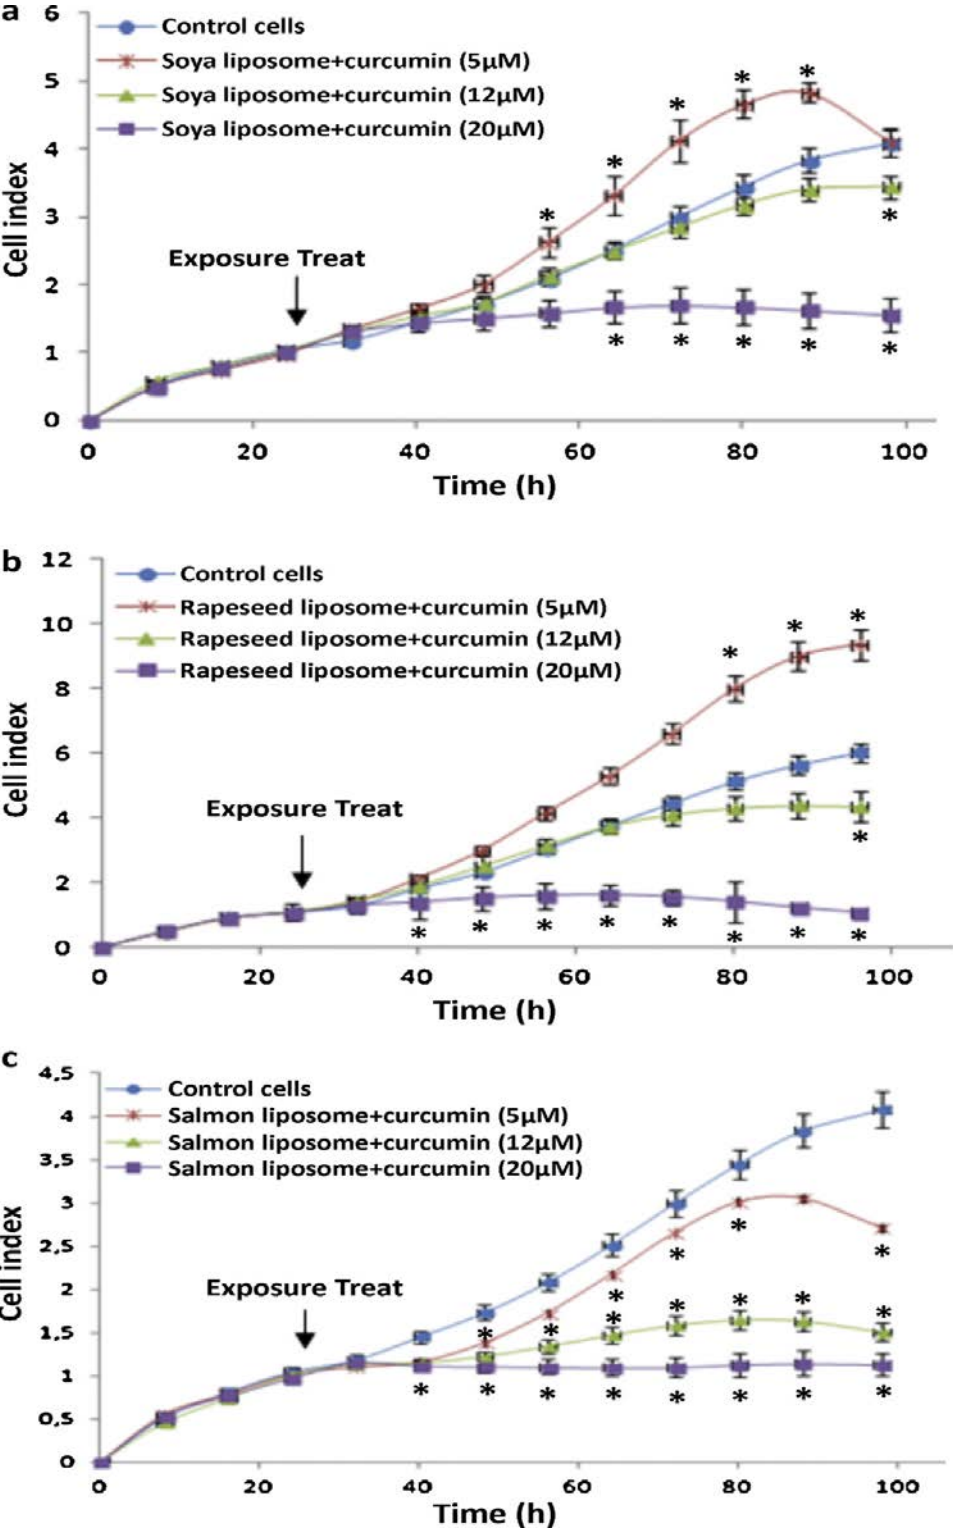 a
6
5
4
3
2
1
0
Cell index
Control cells
Soya liposome+curcumin (5µM)
Soya liposome+curcumin (12µM)
Soya liposome+curcumin (20µM)
* * * * *
Exposure Treat
*
* * * * *
0 20 40 60 80 100
Time (h)
b
12
10
8
6
4
2
0
Cell index
Control cells
Rapeseed liposome+curcumin (5µM)
Rapeseed liposome+curcumin (12µM)
Rapeseed liposome+curcumin (20µM)
* * *
Exposure Treat
*
* * * * * * * *
0 20 40 60 80 100
Time (h)
c
4,5
4
3,5
3
2,5
2
1,5
1
0,5
0
Cell index
Control cells
Salmon liposome+curcumin (5µM)
Salmon liposome+curcumin (12µM)
Salmon liposome+curcumin (20µM)
Exposure Treat
* * * * * *
* * * * * *
* * * * * * * *
0 20 40 60 80 100
Time (h)